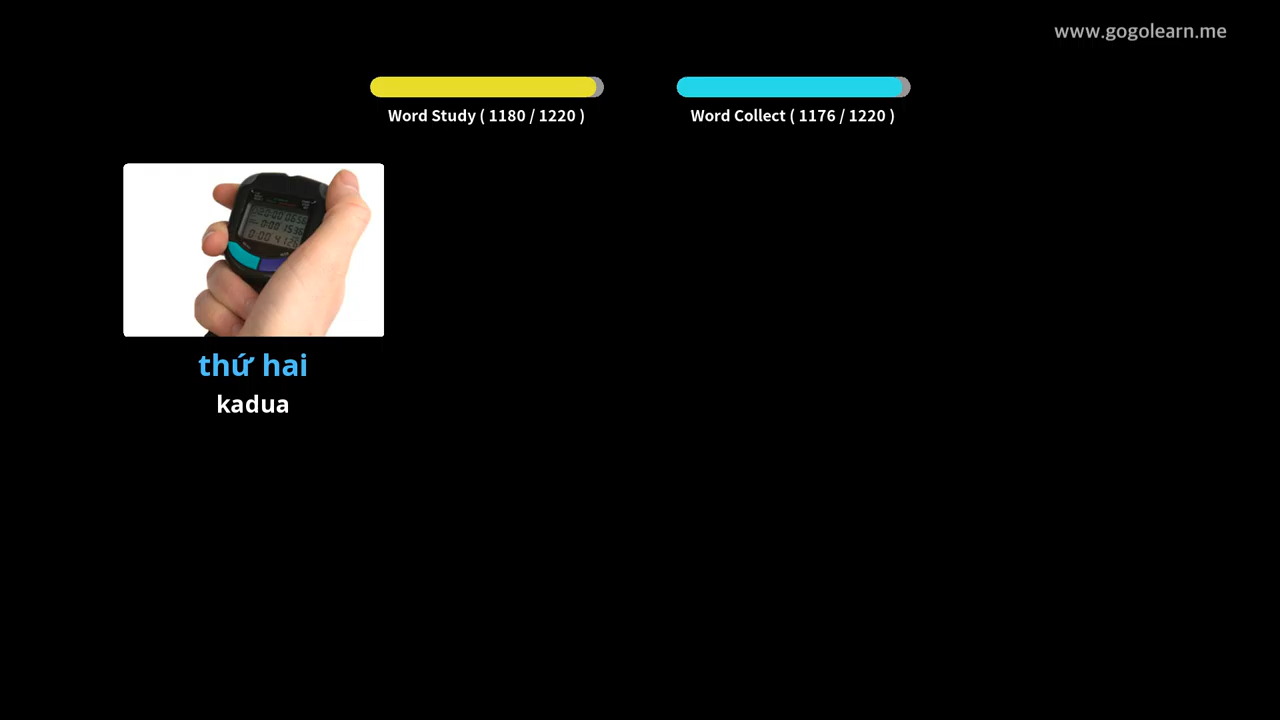 www.gogolearn.me
Word Study ( 1180 / 1220 )
Word Collect ( 1176 / 1220 )
thứ hai
kadua